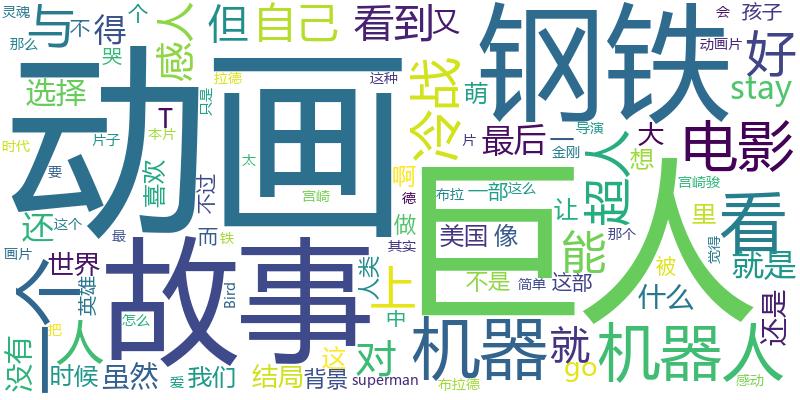 灵魂
与
不
得
个
感人
但
自己
看到
又
钢铁
会
孩子
好
那么
哭
选择
拉德
只是
这种
冷战
萌
动画片
stay
T
动画
时代
片子
本片
喜欢
不过
太
宫崎
啊
片
最后
一
导演
金刚
超人
大
想
电影
还
这个
要
而
铁
德
做
巨人
布拉
一部
这么
让
里
宫崎骏
看
画片
最
世界
故事
人类
其实
美国
像
能
那个
觉得
就是
一个
英雄
Bird
上
不是
简单
这部
被
什么
还是
没有
把
人
怎么
中
机器
就
机器人
时候
虽然
爱
我们
结局
背景
这
对
superman
布拉德
go
感动